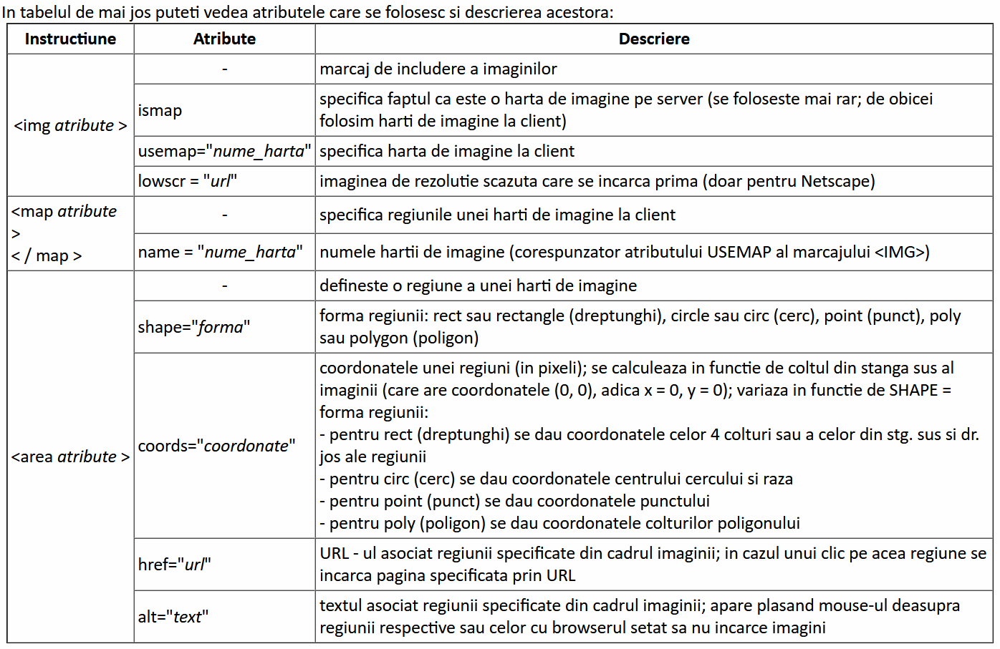 In tabelul de mai jos puteti vedea atributele care se folosesc si descrierea acestora:
Instructiune Atribute Descriere
<img atribute >
- marcaj de includere a imaginilor
ismap
specifica faptul ca este o harta de imagine pe server (se foloseste mai rar; de obicei
folosim harti de imagine la client)
usemap="nume_harta" specifica harta de imagine la client
lowscr = "url" imaginea de rezolutie scazuta care se incarca prima (doar pentru Netscape)
<map atribute
>
< / map >
- specifica regiunile unei harti de imagine la client
name = "nume_harta" numele hartii de imagine (corespunzator atributului USEMAP al marcajului <IMG>)
<area atribute >
- defineste o regiune a unei harti de imagine
shape="forma"
forma regiunii: rect sau rectangle (dreptunghi), circle sau circ (cerc), point (punct), poly
sau polygon (poligon)
coords="coordonate"
coordonatele unei regiuni (in pixeli); se calculeaza in functie de coltul din stanga sus al
imaginii (care are coordonatele (0, 0), adica x = 0, y = 0); variaza in functie de SHAPE =
forma regiunii:
- pentru rect (dreptunghi) se dau coordonatele celor 4 colturi sau a celor din stg. sus si dr.
jos ale regiunii
- pentru circ (cerc) se dau coordonatele centrului cercului si raza
- pentru point (punct) se dau coordonatele punctului
- pentru poly (poligon) se dau coordonatele colturilor poligonului
href="url"
URL - ul asociat regiunii specificate din cadrul imaginii; in cazul unui clic pe acea regiune se
incarca pagina specificata prin URL
alt="text"
textul asociat regiunii specificate din cadrul imaginii; apare plasand mouse-ul deasupra
regiunii respective sau celor cu browserul setat sa nu incarce imagini